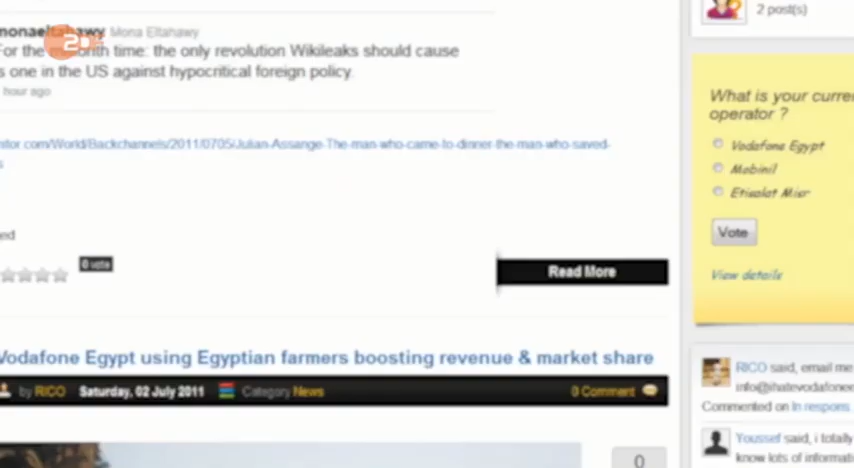 monaeltahawy Mona Eltahawy
2
For the time: the only revolution Wikileaks should cause
s one in the US against hypocritical foreign policy.
hour ago
nitor.com/World/Backchannels/2011/0705/Julian-Assange-The-man-who-came-to-dinner-the-man-who-saved-
s
ed
0 vote
Read More
Vodafone Egypt using Egyptian farmers boosting revenue & market share
by RICO Saturday, 02 July 2011 Category News 0 Comment
0
2 post(s)
What is your curre
operator ?
Vodafone Egypt
Mobinil
Etisalat Misr
Vote
View details
RICO said, email me
info@ihatevodafonee
Commented on In respons
Youssef said, i totally
know lots of informati